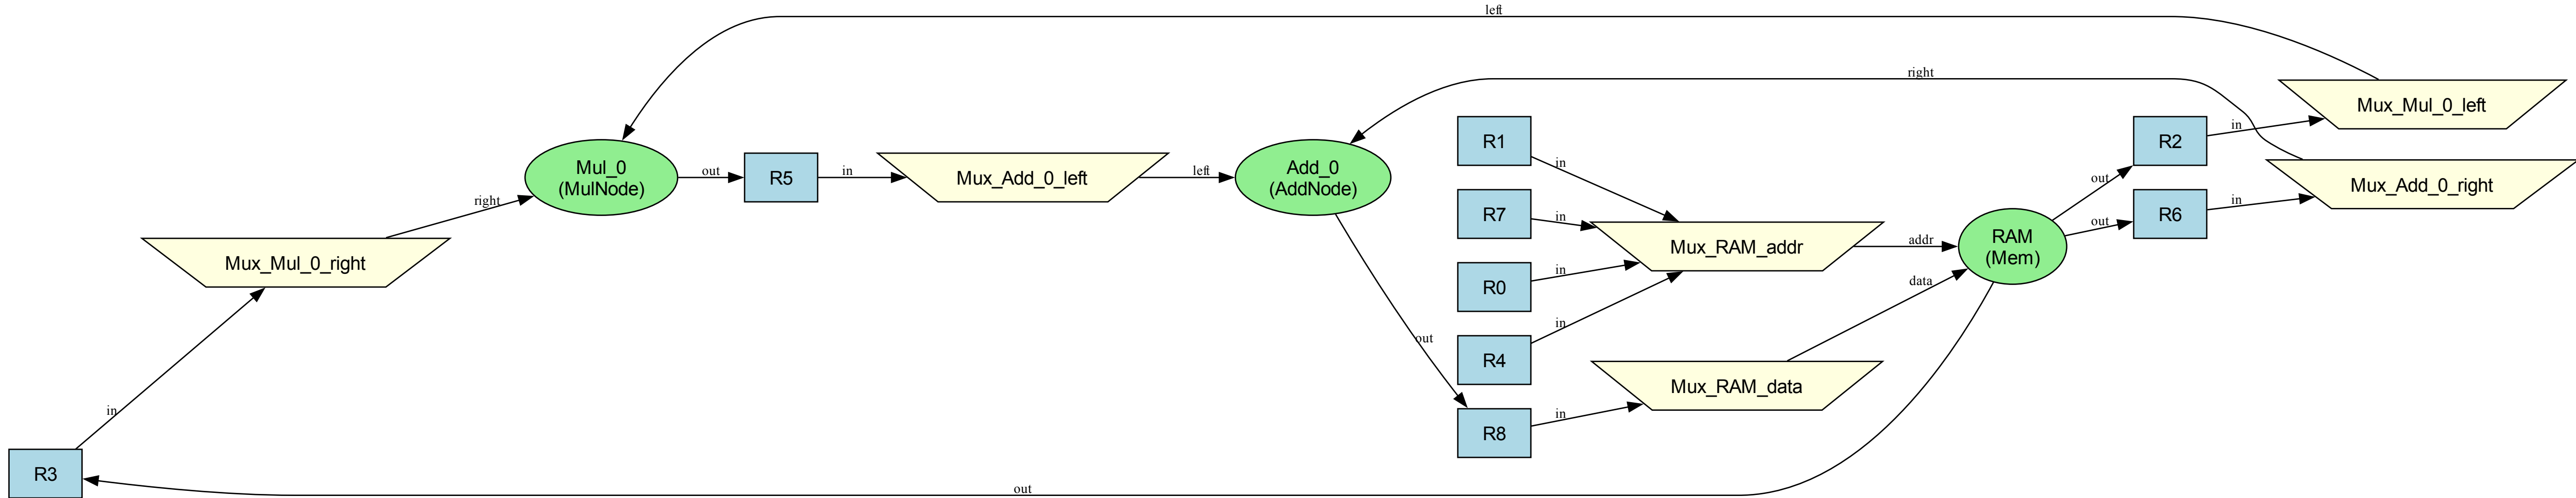 left
right
Mux_Mul_0_left
R1
R2
in
in
Mul_0
(MulNode)
out
R5
in
Mux_Add_0_left
left
Add_0
(AddNode)
out
Mux_Add_0_right
right
R7
in
R6
in
out
Mux_Mul_0_right
Mux_RAM_addr
addr
RAM
(Mem)
R0
in
data
out
R4
in
Mux_RAM_data
in
R8
in
R3
out